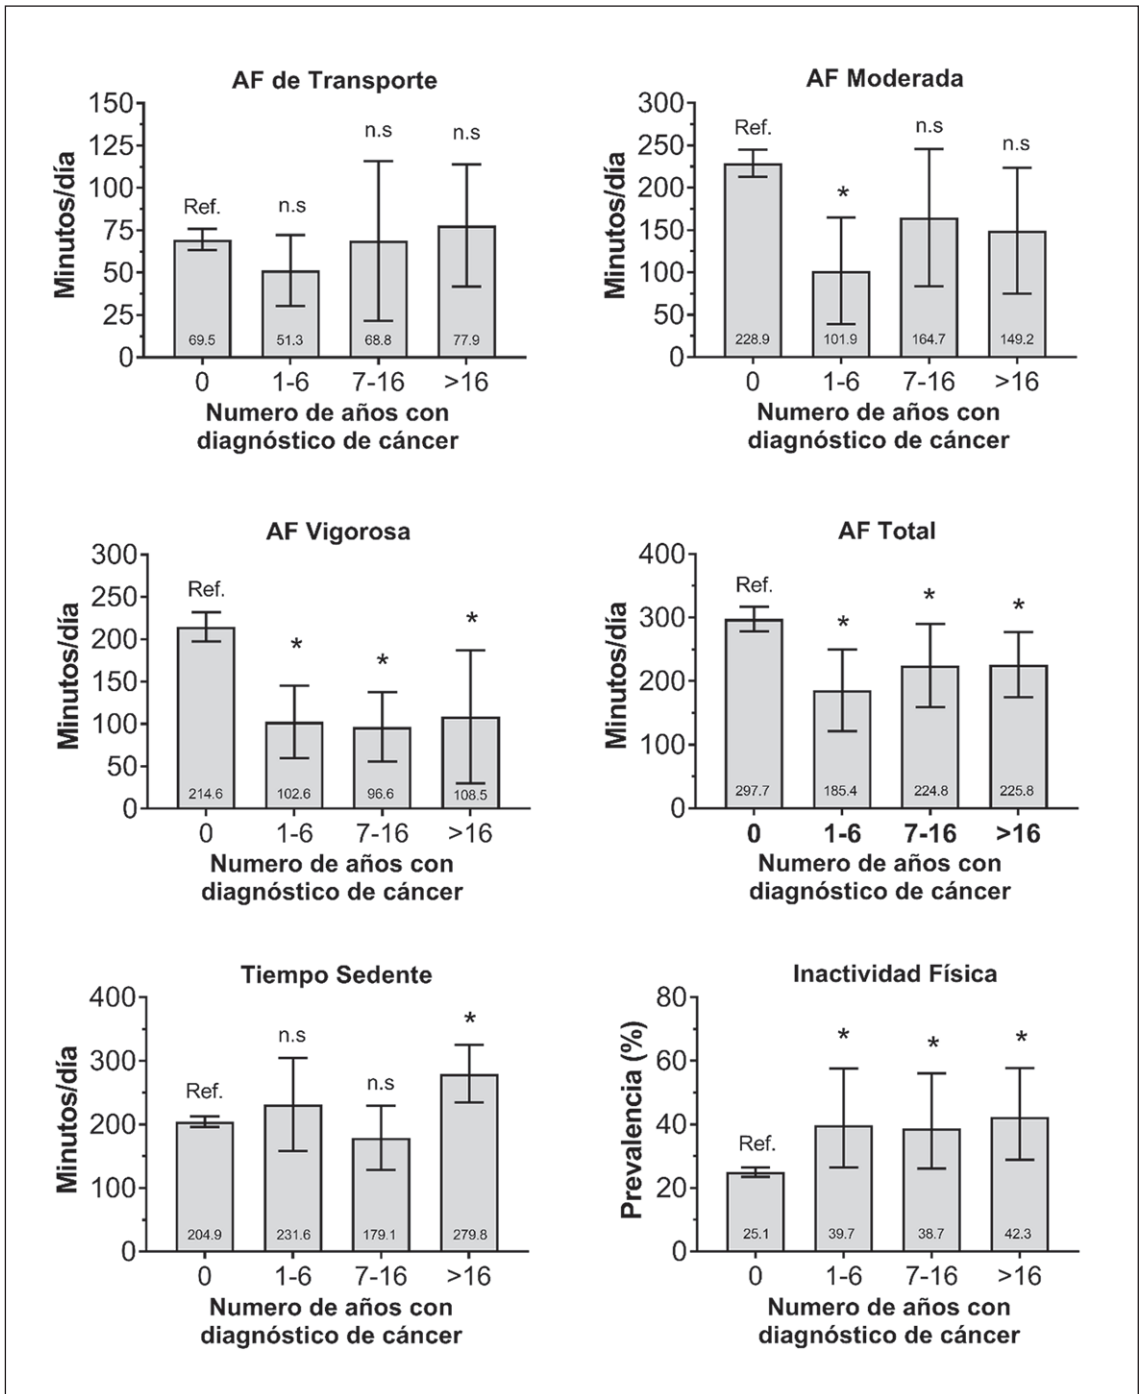 AF de Transporte
Minutos/día
150
125
100
75
50
25
0
Ref.
n.s
n.s
n.s
69.5
51.3
68.8
77.9
0
1-6
7-16
>16
Numero de años con
diagnóstico de cáncer
AF Moderada
Minutos/día
300
250
200
150
100
50
0
Ref.
*
n.s
n.s
228.9
101.9
164.7
149.2
0
1-6
7-16
>16
Numero de años con
diagnóstico de cáncer
AF Vigorosa
Minutos/día
300
250
200
150
100
50
0
Ref.
*
*
*
214.6
102.6
96.6
108.5
0
1-6
7-16
>16
Numero de años con
diagnóstico de cáncer
AF Total
Minutos/día
400
300
200
100
0
Ref.
*
*
*
297.7
185.4
224.8
225.8
0
1-6
7-16
>16
Numero de años con
diagnóstico de cáncer
Tiempo Sedente
Minutos/día
400
300
200
100
0
Ref.
n.s
n.s
*
204.9
231.6
179.1
279.8
0
1-6
7-16
>16
Numero de años con
diagnóstico de cáncer
Inactividad Física
Prevalencia (%)
80
60
40
20
0
Ref.
*
*
*
25.1
39.7
38.7
42.3
0
1-6
7-16
>16
Numero de años con
diagnóstico de cáncer